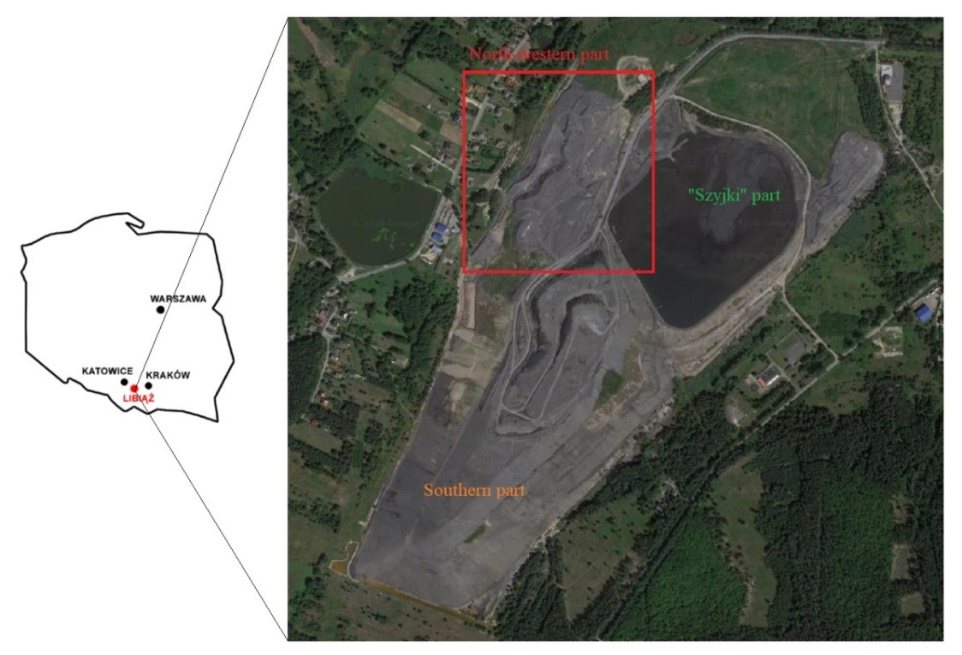 North-western part
"Szyjki" part
WARSZAWA
KATOWICE
KRAKÓW
LIBIĄŻ
Southern part